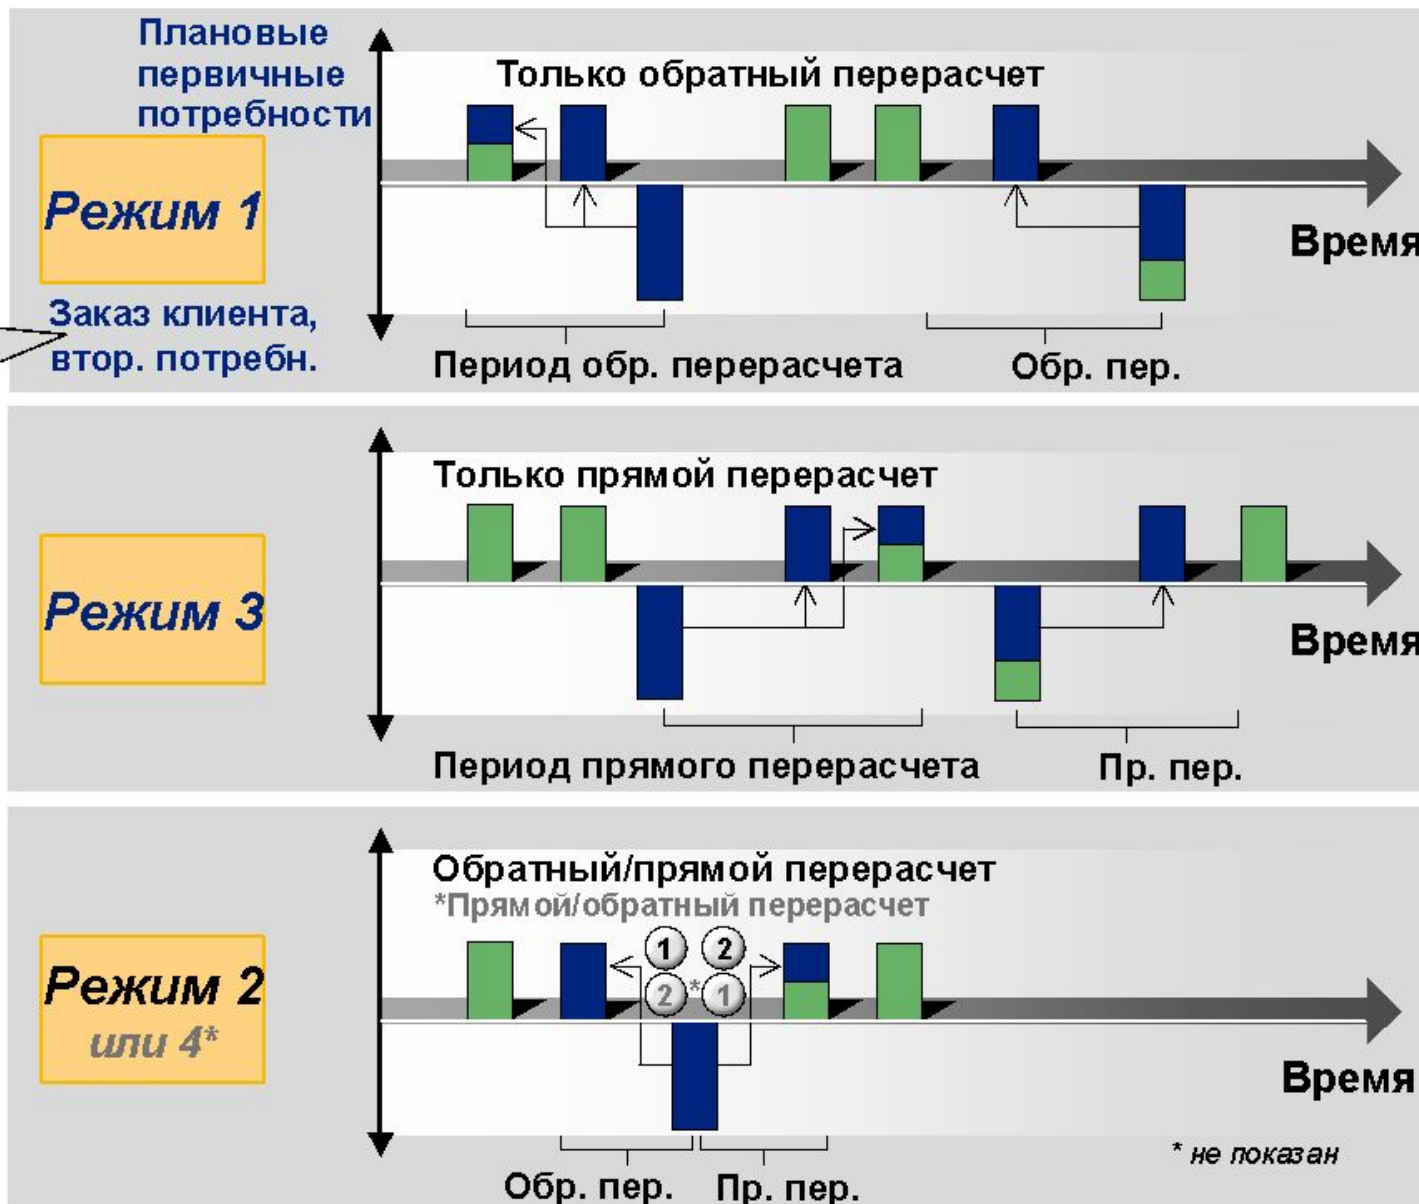 Плановые
первичные
потребности
Только обратный перерасчет
Режим 1
Время
Заказ клиента,
втор. потребн.
Период обр. перерасчета
Обр. пер.
Только прямой перерасчет
Режим 3
Время
Период прямого перерасчета
Пр. пер.
Обратный/прямой перерасчет
*Прямой/обратный перерасчет
1 2
2 * 1
Режим 2
или 4*
Время
* не показан
Обр. пер. Пр. пер.